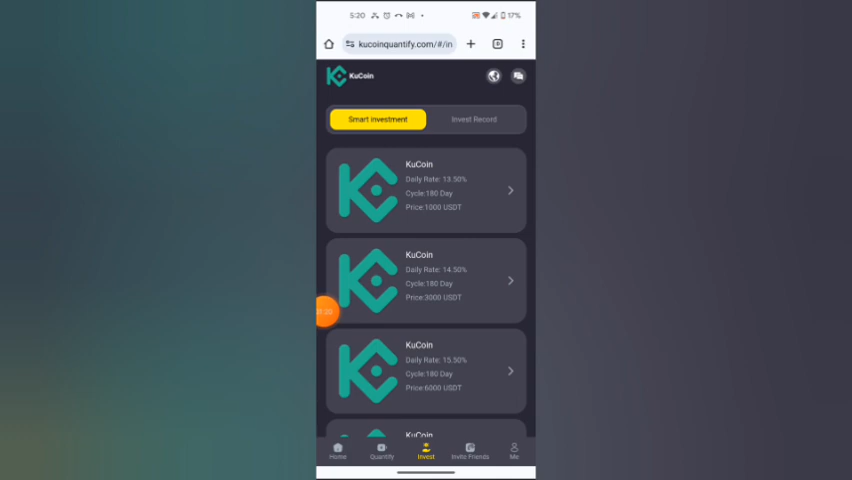 5:20 17%
kucoinquantify.com/#/in
KuCoin
Smart investment Invest Record
KuCoin
Daily Rate: 13.50%
Cycle:180 Day
Price:1000 USDT
KuCoin
Daily Rate: 14.50%
Cycle:180 Day
Price:3000 USDT
KuCoin
Daily Rate: 15.50%
Cycle:180 Day
Price:6000 USDT
KuCoin
Home Quantify Invest Invite Friends Me